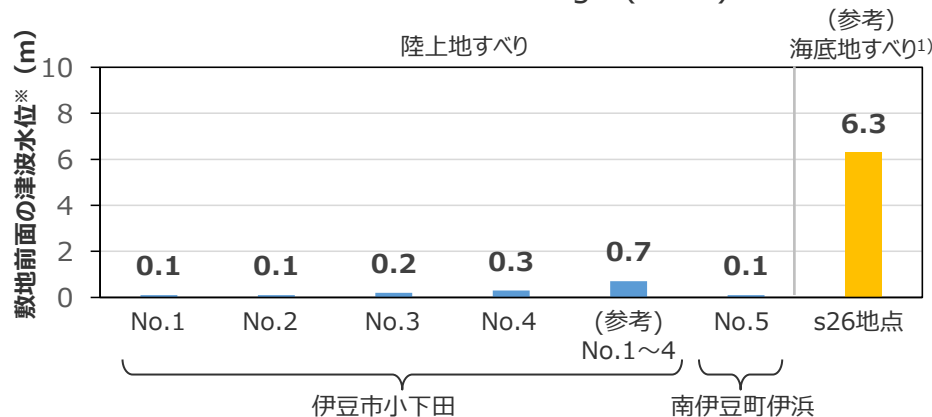 (参考)
陸上地すべり
海底地すべり1)
敷地前面の津波水位※(m)
10
8
6
4
2
0
0.1
0.1
0.2
0.3
0.7
0.1
6.3
No.1
No.2
No.3
No.4
(参考)
No.1～4
No.5
s26地点
伊豆市小下田
南伊豆町伊浜